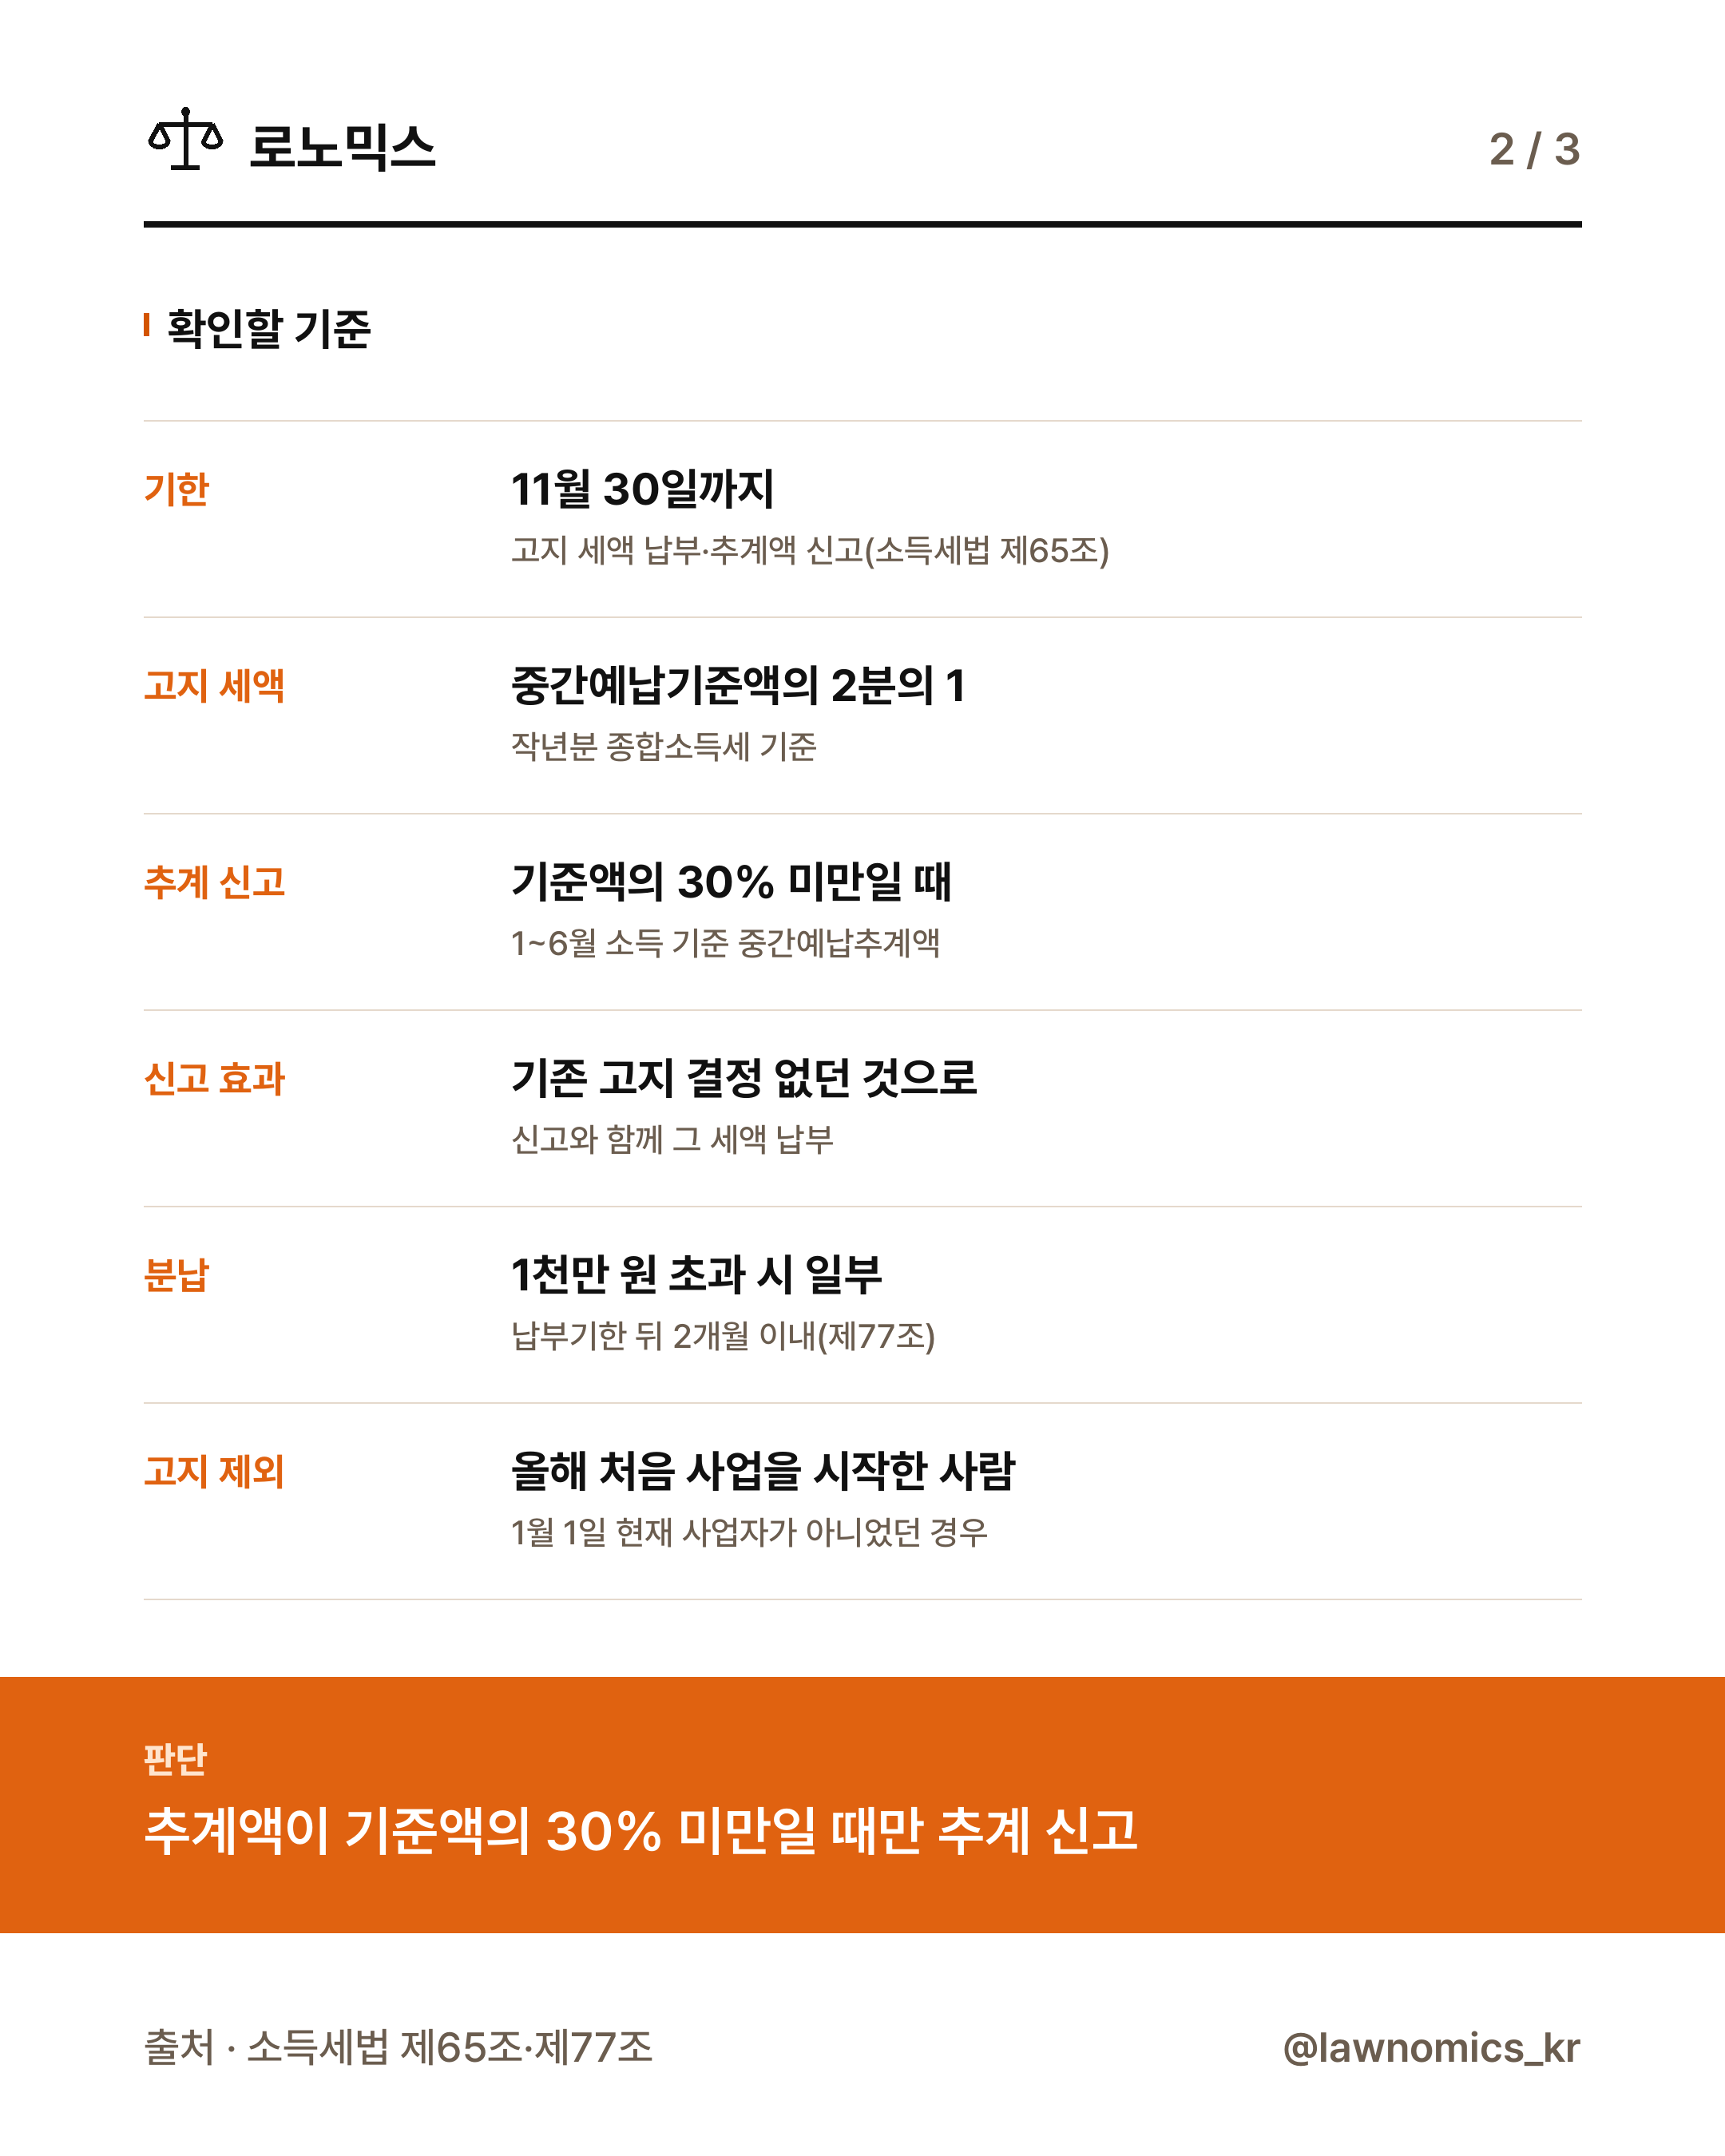 로노믹스
2 / 3
확인할 기준
기한
11월 30일까지
고지 세액 납부·추계액 신고(소득세법 제65조)
고지 세액
중간예납기준액의 2분의 1
작년분 종합소득세 기준
추계 신고
기준액의 30% 미만일 때
1~6월 소득 기준 중간예납추계액
신고 효과
기존 고지 결정 없던 것으로
신고와 함께 그 세액 납부
분납
1천만 원 초과 시 일부
납부기한 뒤 2개월 이내(제77조)
고지 제외
올해 처음 사업을 시작한 사람
1월 1일 현재 사업자가 아니었던 경우
판단
추계액이 기준액의 30% 미만일 때만 추계 신고
출처 · 소득세법 제65조·제77조
@lawnomics_kr